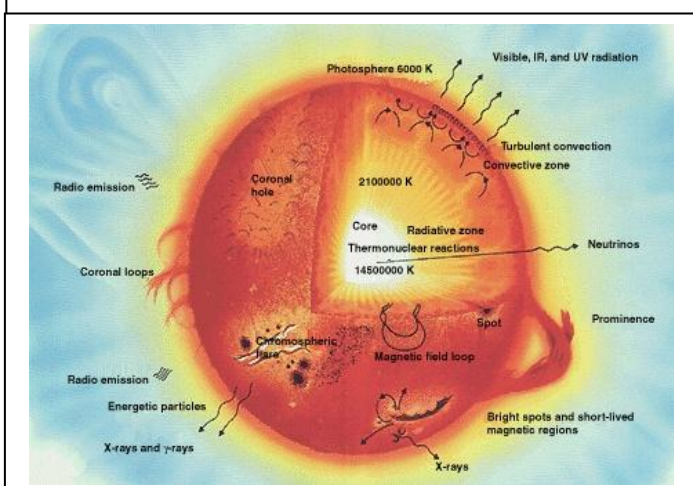 Photosphere 6000 K
Visible, IR, and UV radiation
Turbulent convection
Convective zone
Radio emission
Coronal
hole
2100000 K
Core
Radiative zone
Thermonuclear reactions
14500000 K
Neutrinos
Coronal loops
Prominence
Spot
Chromospheric
flare
Magnetic field loop
Radio emission
Energetic particles
X-rays and γ-rays
Bright spots and short-lived
magnetic regions
X-rays